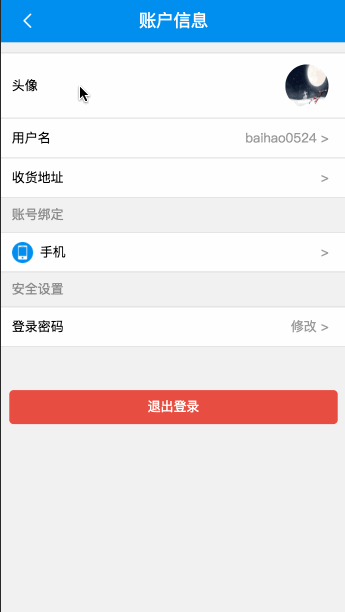 账户信息
头像
用户名 baihao0524 >
收货地址 >
账号绑定
手机 >
安全设置
登录密码 修改 >
退出登录